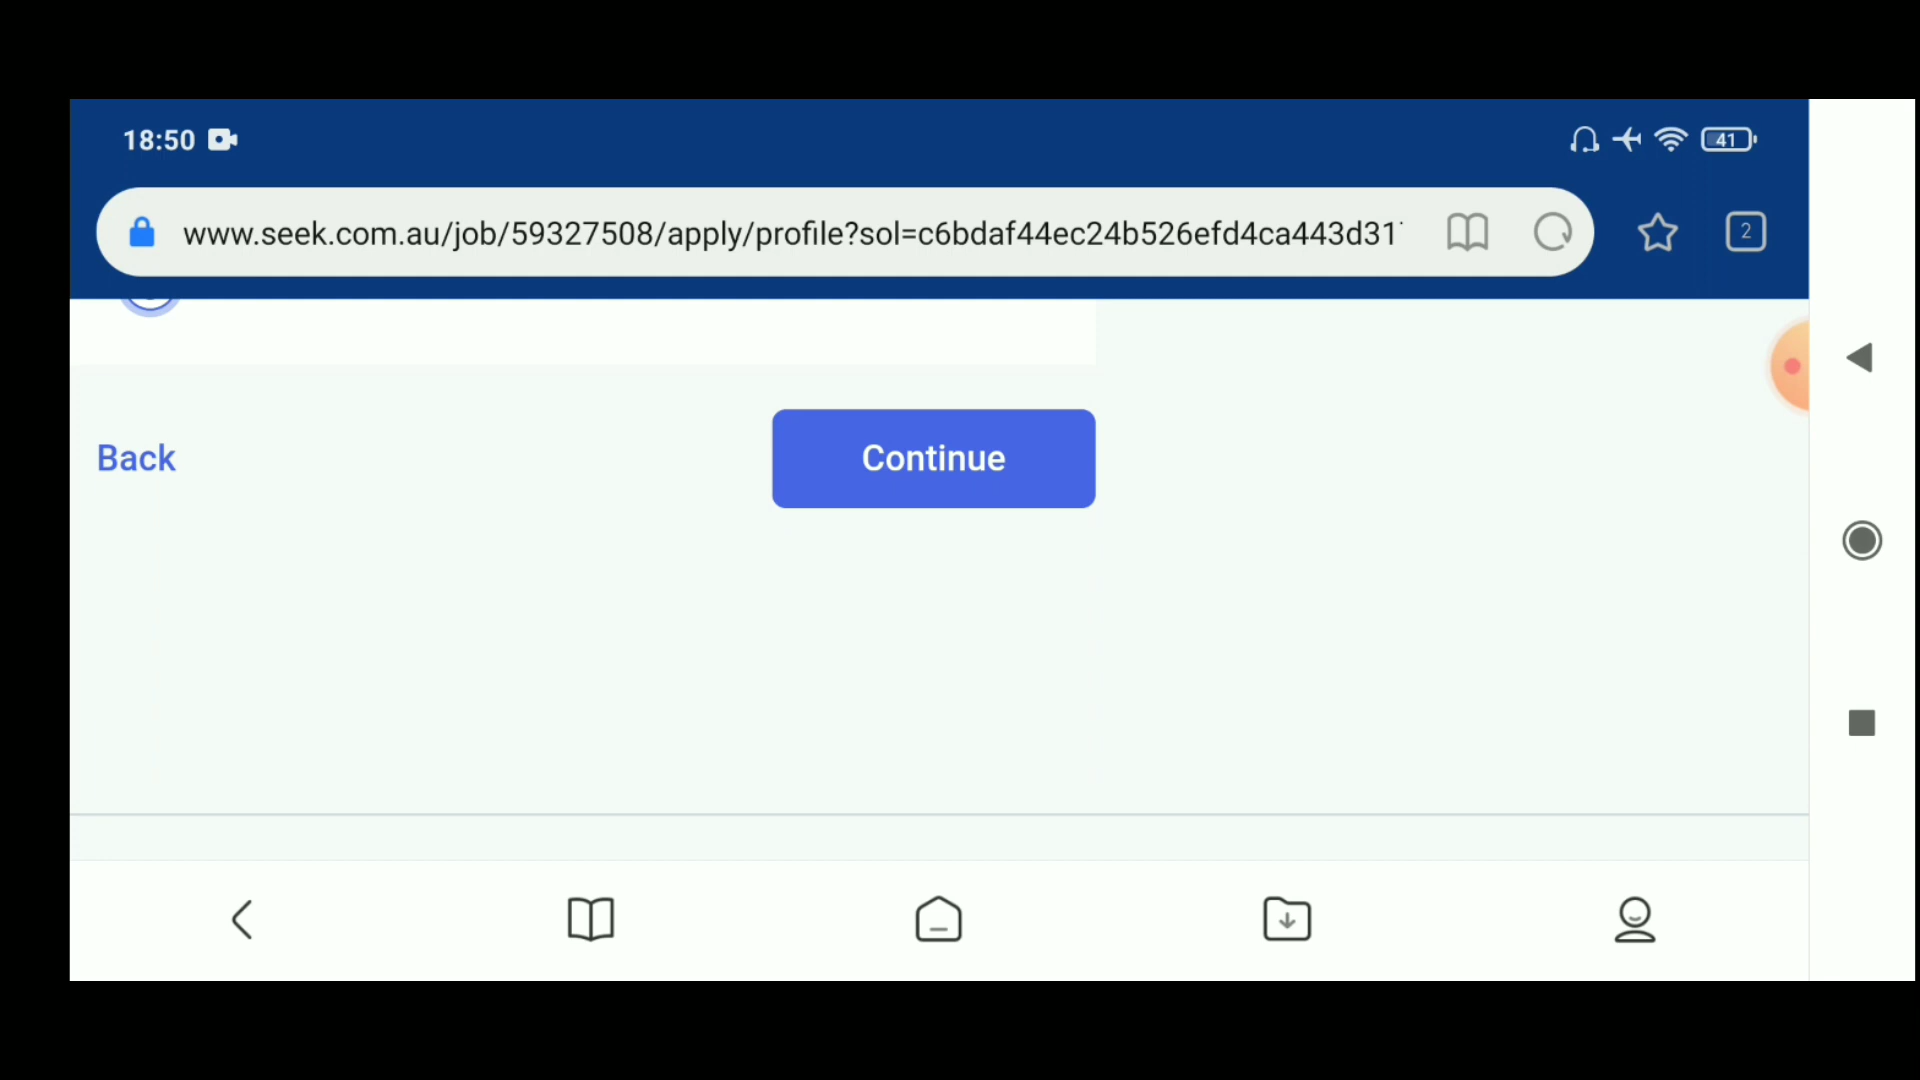 18:50
41
www.seek.com.au/job/59327508/apply/profile?sol=c6bdaf44ec24b526efd4ca443d31
2
Back
Continue